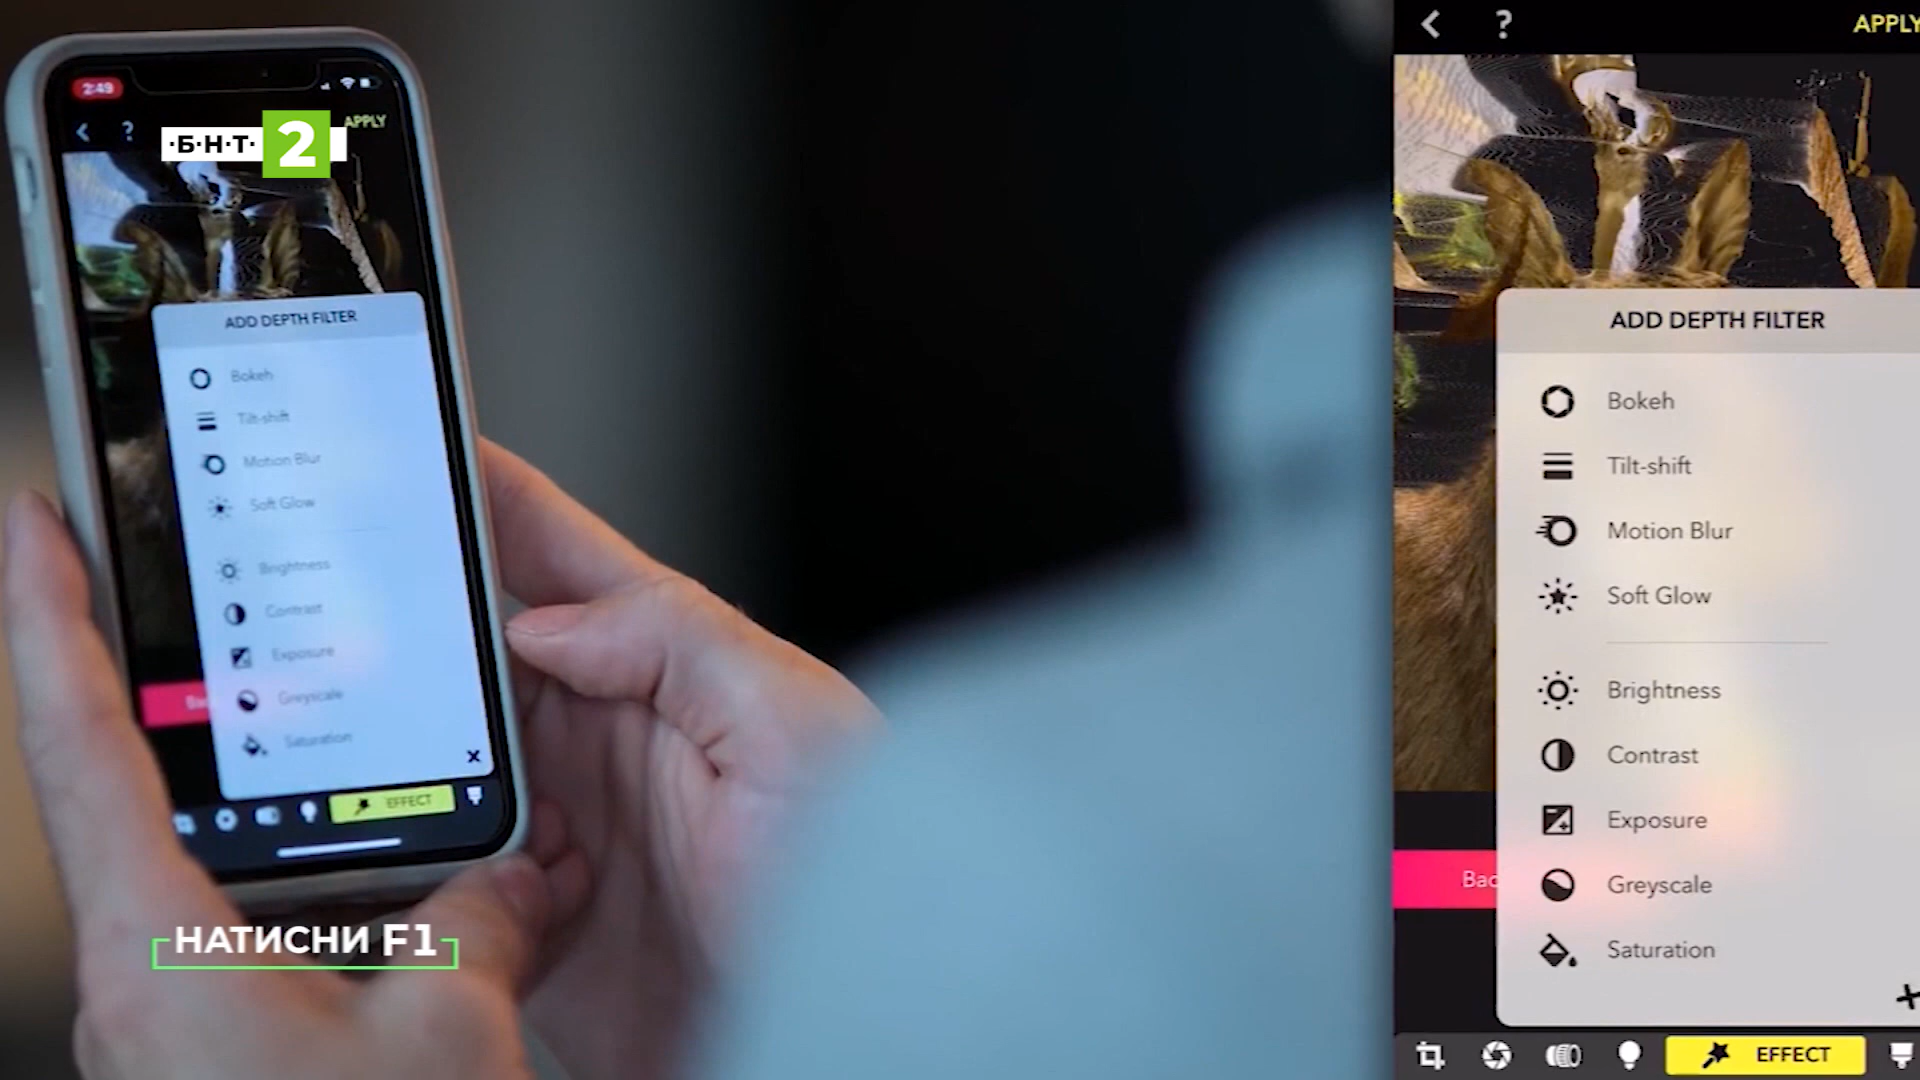 2:49
? APPLY
·Б·Н·Т· 2
ADD DEPTH FILTER
Bokeh
Tilt-shift
Motion Blur
Soft Glow
Brightness
Contrast
Exposure
Greyscale
Saturation
EFFECT
НАТИСНИ F1
? APPLY
ADD DEPTH FILTER
Bokeh
Tilt-shift
Motion Blur
Soft Glow
Brightness
Contrast
Exposure
Greyscale
Saturation
Bac
EFFECT